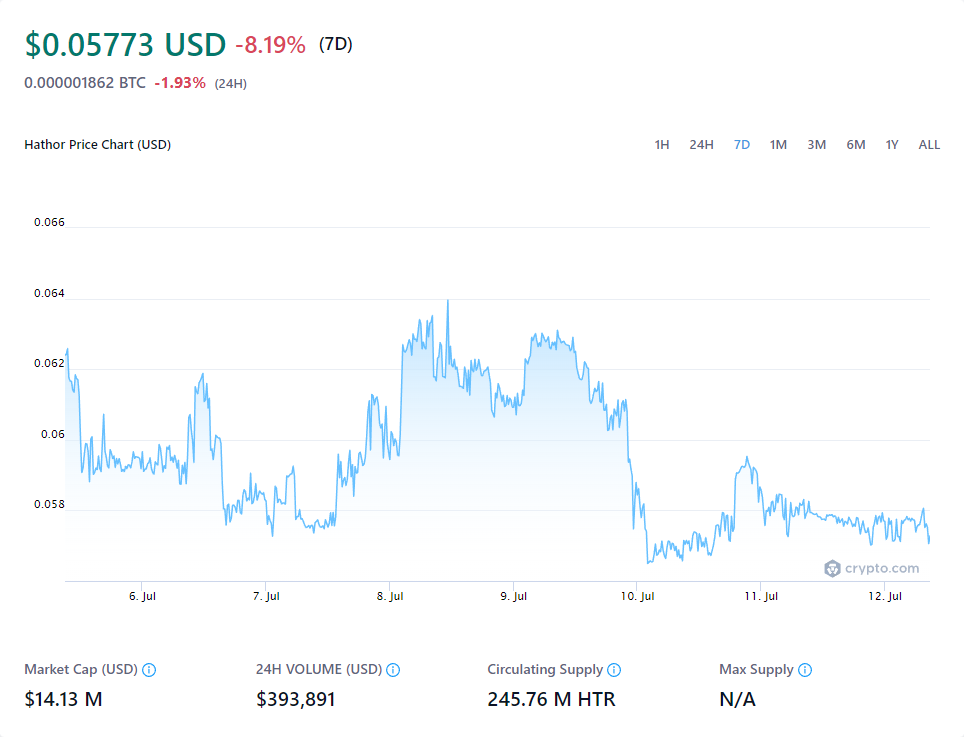 $0.05773 USD -8.19% (7D)
0.000001862 BTC -1.93% (24H)
Hathor Price Chart (USD) 1H 24H 7D 1M 3M 6M 1Y ALL
0.066
0.064
0.062
0.06
0.058
crypto.com
6. Jul 7. Jul 8. Jul 9. Jul 10. Jul 11. Jul 12. Jul
Market Cap (USD) 24H VOLUME (USD) Circulating Supply Max Supply
$14.13 M $393,891 245.76 M HTR N/A